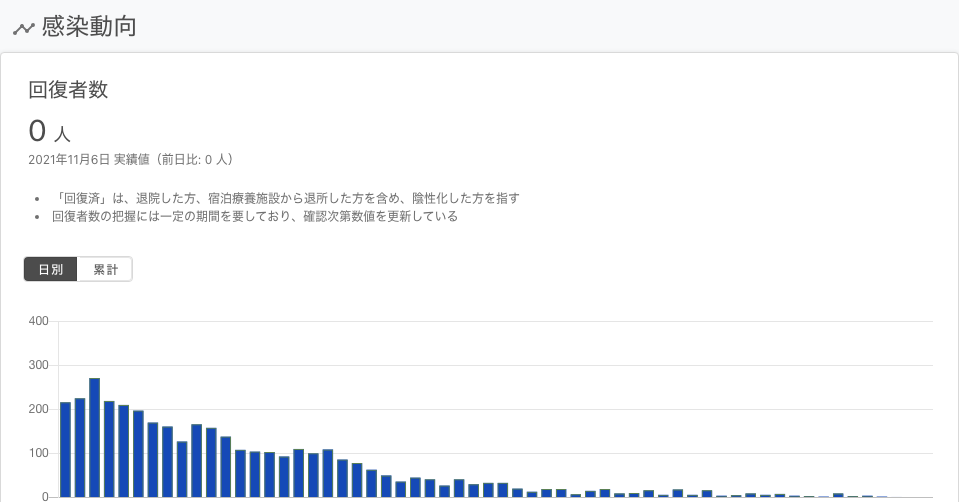 感染動向
回復者数
0 人
2021年11月6日 実績値（前日比: 0 人）
「回復済」は、退院した方、宿泊療養施設から退所した方を含め、陰性化した方を指す
回復者数の把握には一定の期間を要しており、確認次第数値を更新している
日別 累計
400
300
200
100
0